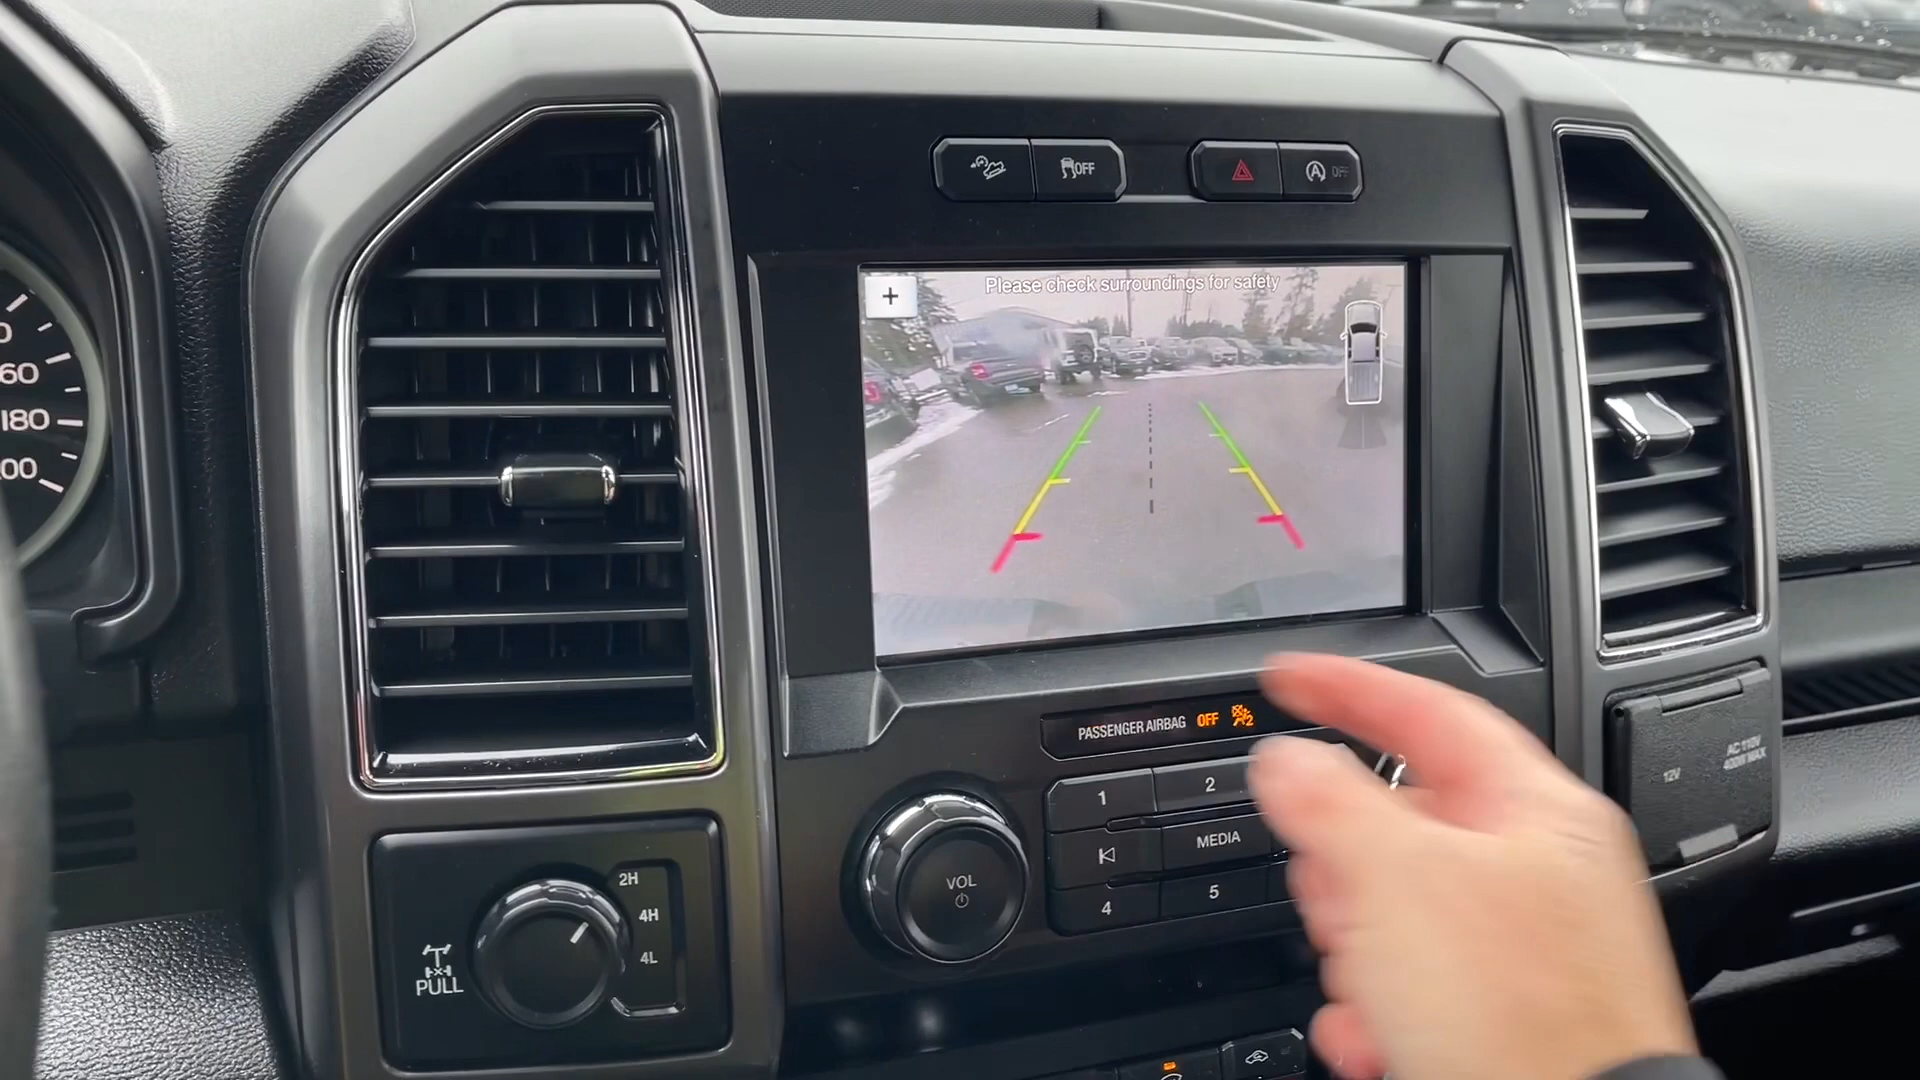 OFF
A OFF
+
Please check surroundings for safety
60
180
PASSENGER AIRBAG OFF 2
1
2
MEDIA
4
5
VOL
2H
4H
4L
PULL
12V
AC 110V
400W MAX